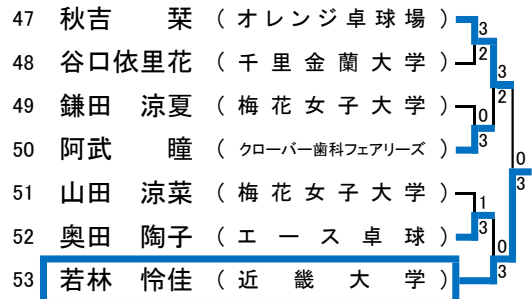 47 秋吉 栞 (オレンジ卓球場) 3
48 谷口依里花 (千里金蘭大学) 2 3
49 鎌田 涼夏 (梅花女子大学) 0 2
50 阿武 瞳 (クローバー歯科フェアリーズ) 3 0
51 山田 涼菜 (梅花女子大学) 1 3
52 奥田 陶子 (エース卓球) 3 0
53 若林 怜佳 (近畿大学) 3